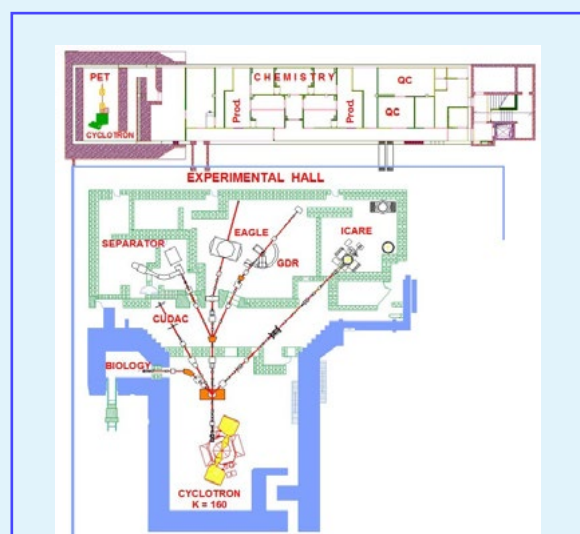 PET
CHEMISTRY
QC
Prod.
Prod.
QC
CYCLOTRON
EXPERIMENTAL HALL
EAGLE
ICARE
SEPARATOR
GDR
CUDAC
BIOLOGY
CYCLOTRON
K = 160